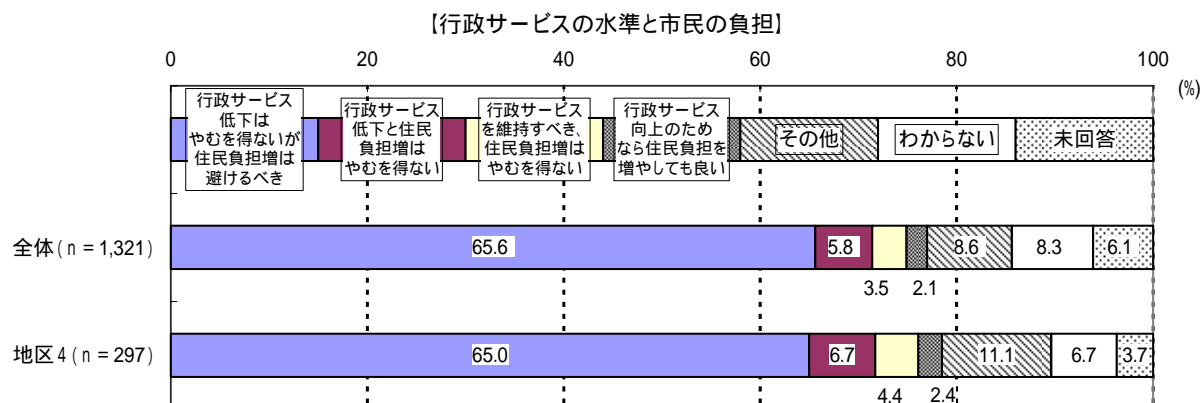 【行政サービスの水準と市民の負担】
0 20 40 60 80 100
(%)
行政サービス
低下は
やむを得ないが
住民負担増は
避けるべき
行政サービス
低下と住民
負担増は
やむを得ない
行政サービス
を維持すべき、
住民負担増は
やむを得ない
行政サービス
向上のため
なら住民負担を
増やしても良い
その他
わからない
未回答
全体(n=1,321)
65.6 5.8 8.6 8.3 6.1
3.5 2.1
地区4(n=297)
65.0 6.7 11.1 6.7 3.7
4.4 2.4